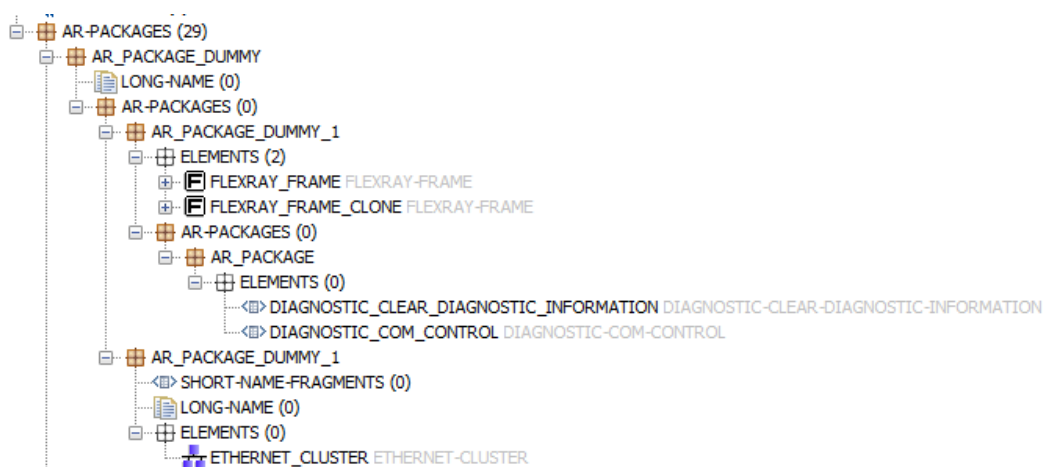 AR-PACKAGES (29)
AR_PACKAGE_DUMMY
LONG-NAME (0)
AR-PACKAGES (0)
AR_PACKAGE_DUMMY_1
ELEMENTS (2)
FLEXRAY_FRAME FLEXRAY-FRAME
FLEXRAY_FRAME_CLONE FLEXRAY-FRAME
AR-PACKAGES (0)
AR_PACKAGE
ELEMENTS (0)
DIAGNOSTIC_CLEAR_DIAGNOSTIC_INFORMATION DIAGNOSTIC-CLEAR-DIAGNOSTIC-INFORMATION
DIAGNOSTIC_COM_CONTROL DIAGNOSTIC-COM-CONTROL
AR_PACKAGE_DUMMY_1
SHORT-NAME-FRAGMENTS (0)
LONG-NAME (0)
ELEMENTS (0)
ETHERNET_CLUSTER ETHERNET-CLUSTER